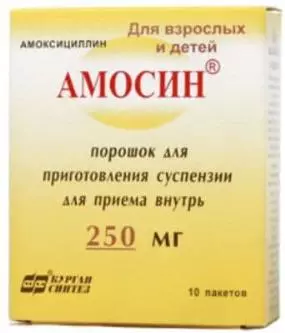 Для взрослых
и детей
АМОКСИЦИЛЛИН
АМОСИН®
порошок для
приготовления суспензии
для приема внутрь
250 мг
КУРГАН
СИНТЕЗ
10 пакетов